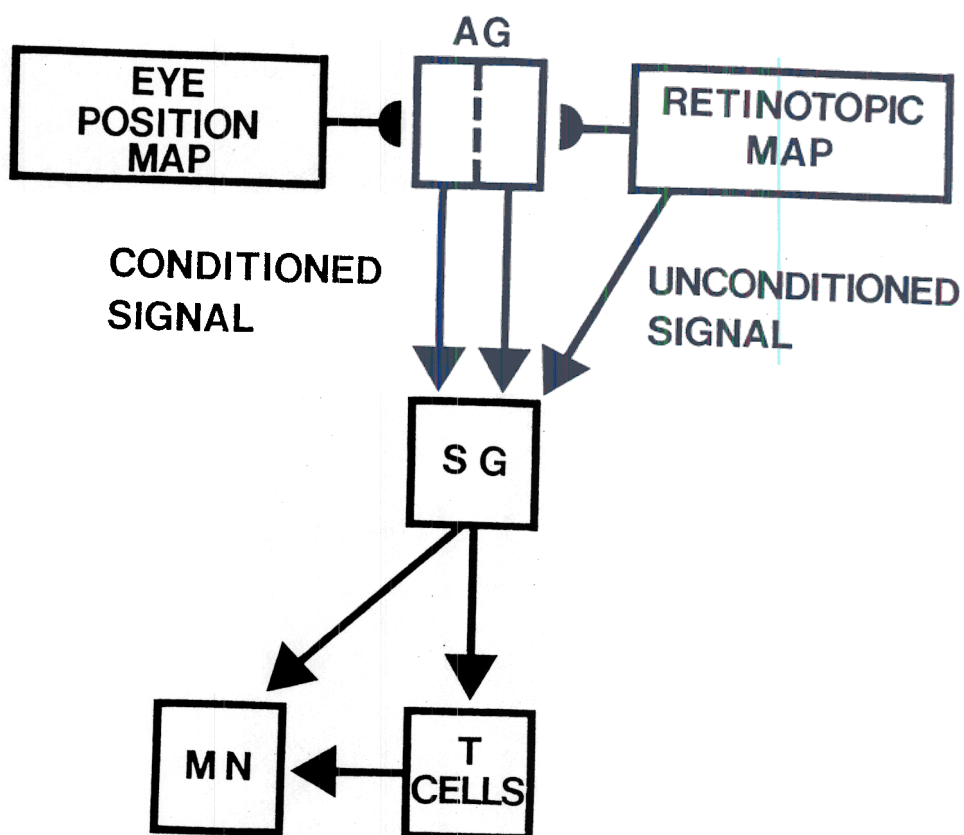 AG
EYE
POSITION
MAP
RETINOTOPIC
MAP
CONDITIONED
SIGNAL
UNCONDITIONED
SIGNAL
S G
M N
T
CELLS